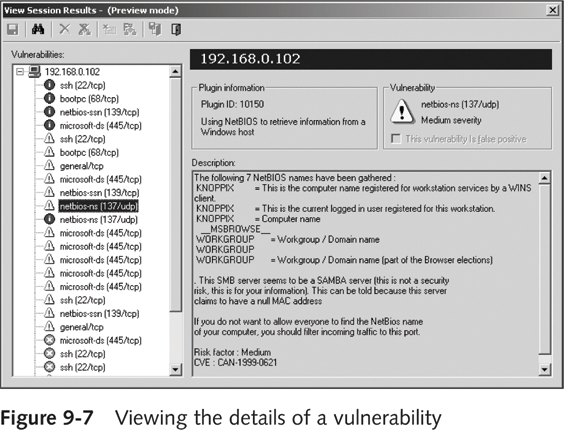 View Session Results - (Preview mode)
Vulnerabilities:
192.168.0.102
ssh (22/tcp)
bootpc (68/tcp)
netbios-ssn (139/tcp)
microsoft-ds (445/tcp)
ssh (22/tcp)
bootpc (68/tcp)
general/tcp
microsoft-ds (445/tcp)
netbios-ssn (139/tcp)
netbios-ns (137/udp)
netbios-ns (137/udp)
microsoft-ds (445/tcp)
microsoft-ds (445/tcp)
microsoft-ds (445/tcp)
microsoft-ds (445/tcp)
ssh (22/tcp)
netbios-ssn (139/tcp)
general/tcp
microsoft-ds (445/tcp)
ssh (22/tcp)
ssh (22/tcp)
192.168.0.102
Plugin information
Plugin ID: 10150
Using NetBIOS to retrieve information from a
Windows host
Vulnerability
netbios-ns (137/udp)
Medium severity
This vulnerability Is false positive
Description:
The following 7 NetBIOS names have been gathered :
KNOPPIX = This is the computer name registered for workstation services by a WINS
client.
KNOPPIX = This is the current logged in user registered for this workstation.
KNOPPIX = Computer name
__MSBROWSE__
WORKGROUP = Workgroup / Domain name
WORKGROUP
WORKGROUP = Workgroup / Domain name (part of the Browser elections)
. This SMB server seems to be a SAMBA server (this is not a security
risk, this is for your information). This can be told because this server
claims to have a null MAC address
If you do not want to allow everyone to find the NetBios name
of your computer, you should filter incoming traffic to this port.
Risk factor : Medium
CVE : CAN-1999-0621
Figure 9-7 Viewing the details of a vulnerability